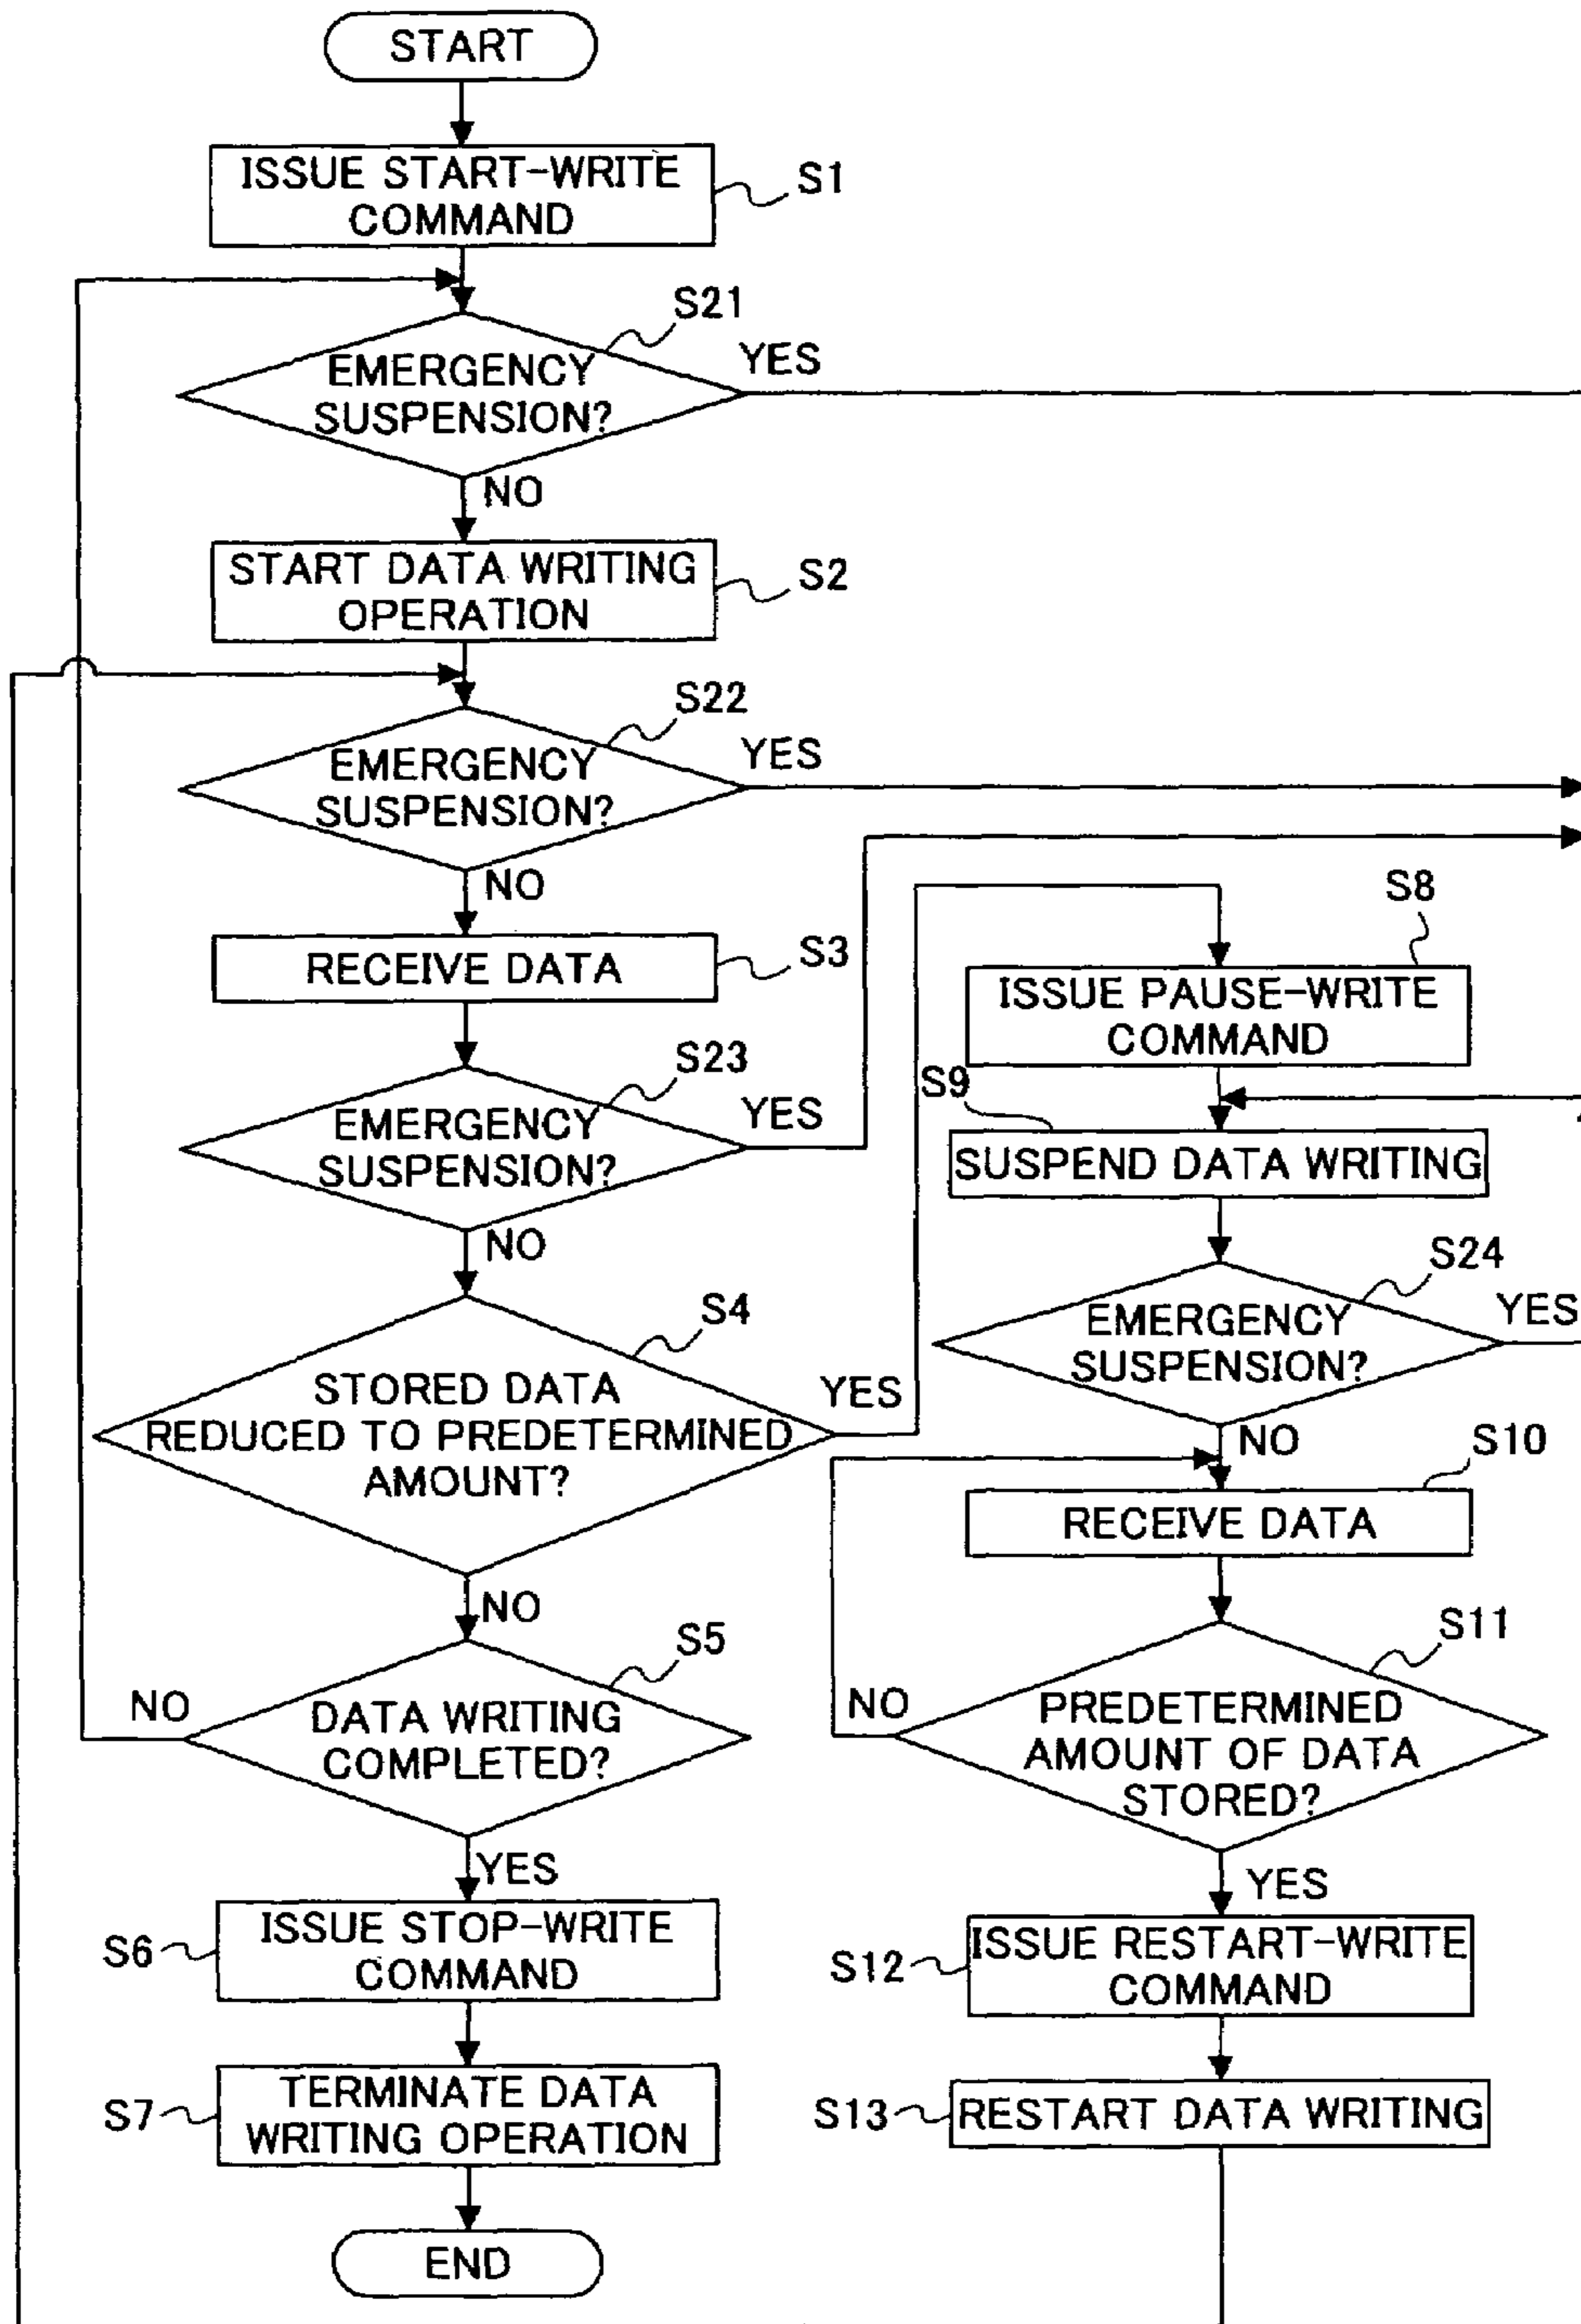 START
ISSUE START-WRITE
COMMAND
S1
S21
EMERGENCY
SUSPENSION?
YES
NO
START DATA WRITING
OPERATION
S2
S22
EMERGENCY
SUSPENSION?
YES
NO
RECEIVE DATA
S3
S23
EMERGENCY
SUSPENSION?
YES
NO
S4
STORED DATA
REDUCED TO PREDETERMINED
AMOUNT?
YES
NO
S5
DATA WRITING
COMPLETED?
NO
YES
ISSUE STOP-WRITE
COMMAND
S6
TERMINATE DATA
WRITING OPERATION
S7
END
S8
ISSUE PAUSE-WRITE
COMMAND
S9
SUSPEND DATA WRITING
S24
EMERGENCY
SUSPENSION?
YES
NO
S10
RECEIVE DATA
S11
PREDETERMINED
AMOUNT OF DATA
STORED?
NO
YES
ISSUE RESTART-WRITE
COMMAND
S12
S13
RESTART DATA WRITING